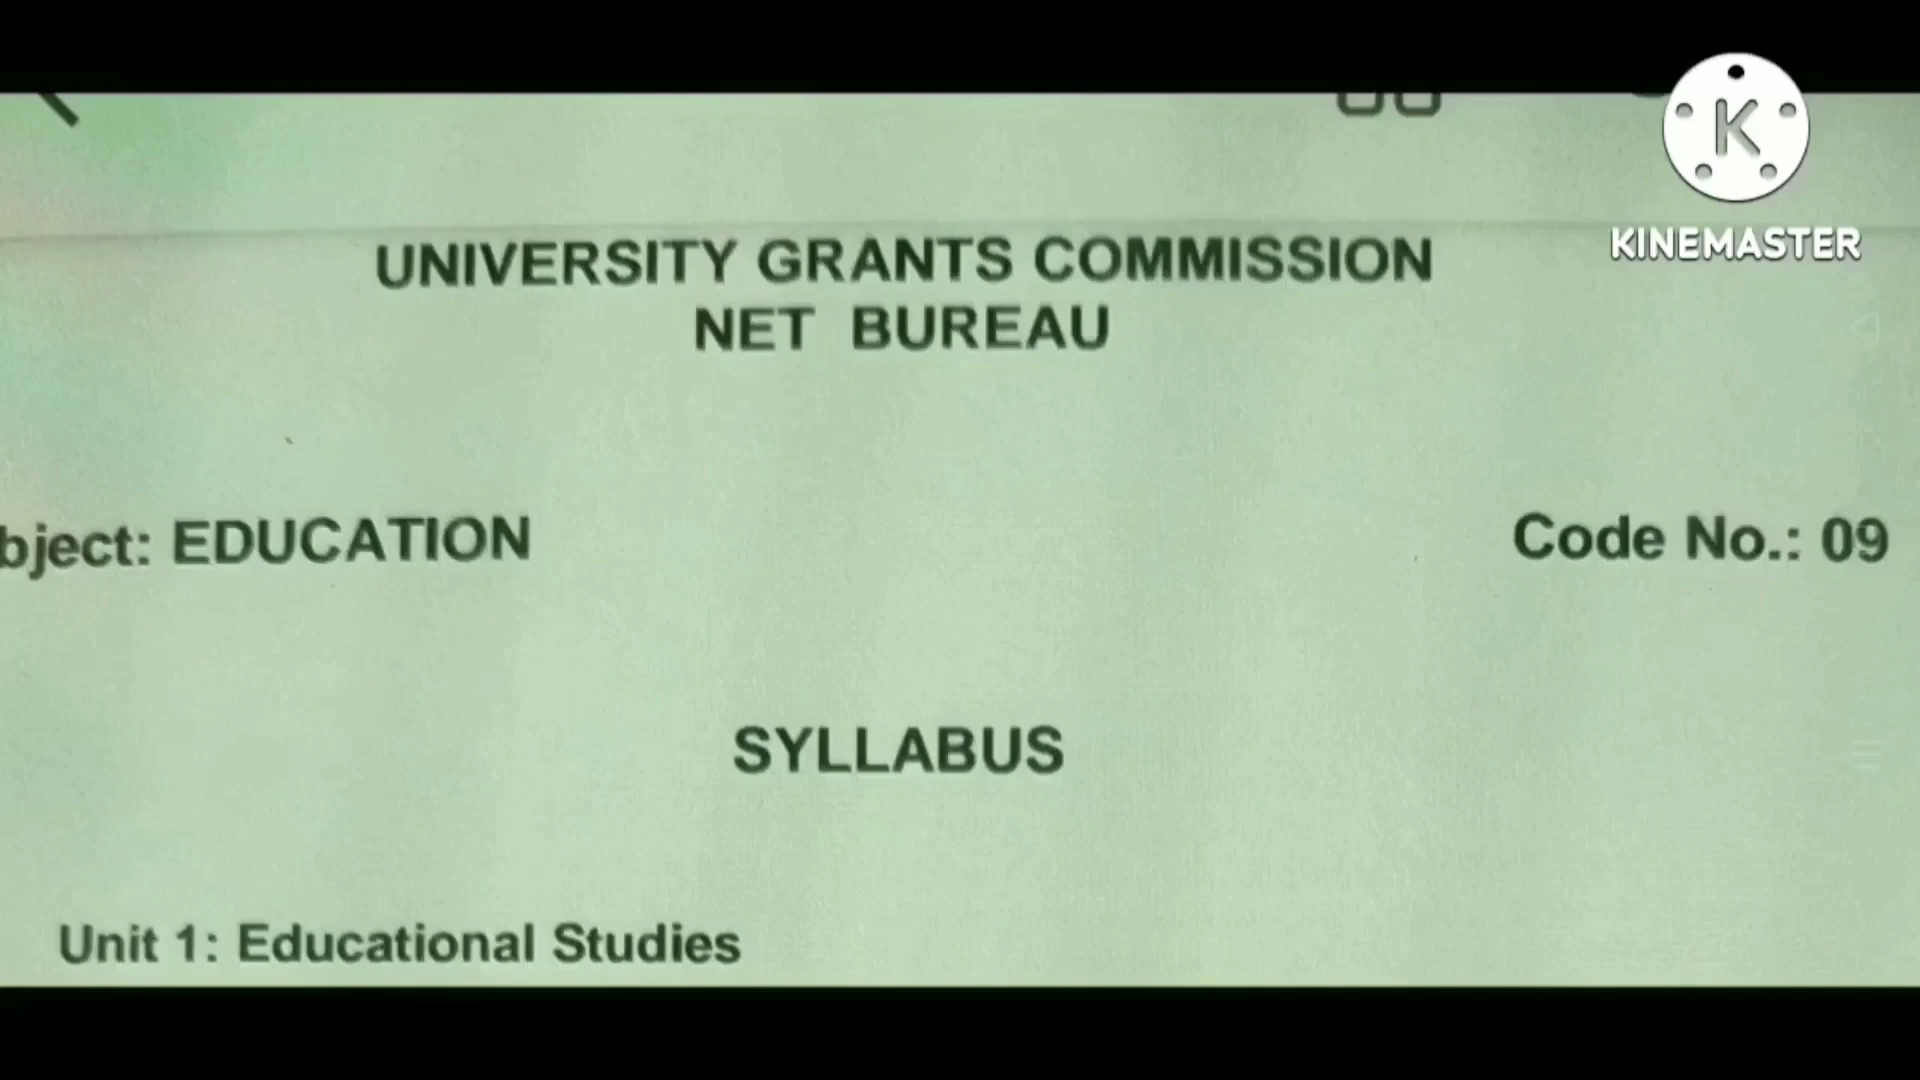 KINEMASTER
UNIVERSITY GRANTS COMMISSION
NET BUREAU
bject: EDUCATION
Code No.: 09
SYLLABUS
Unit 1: Educational Studies